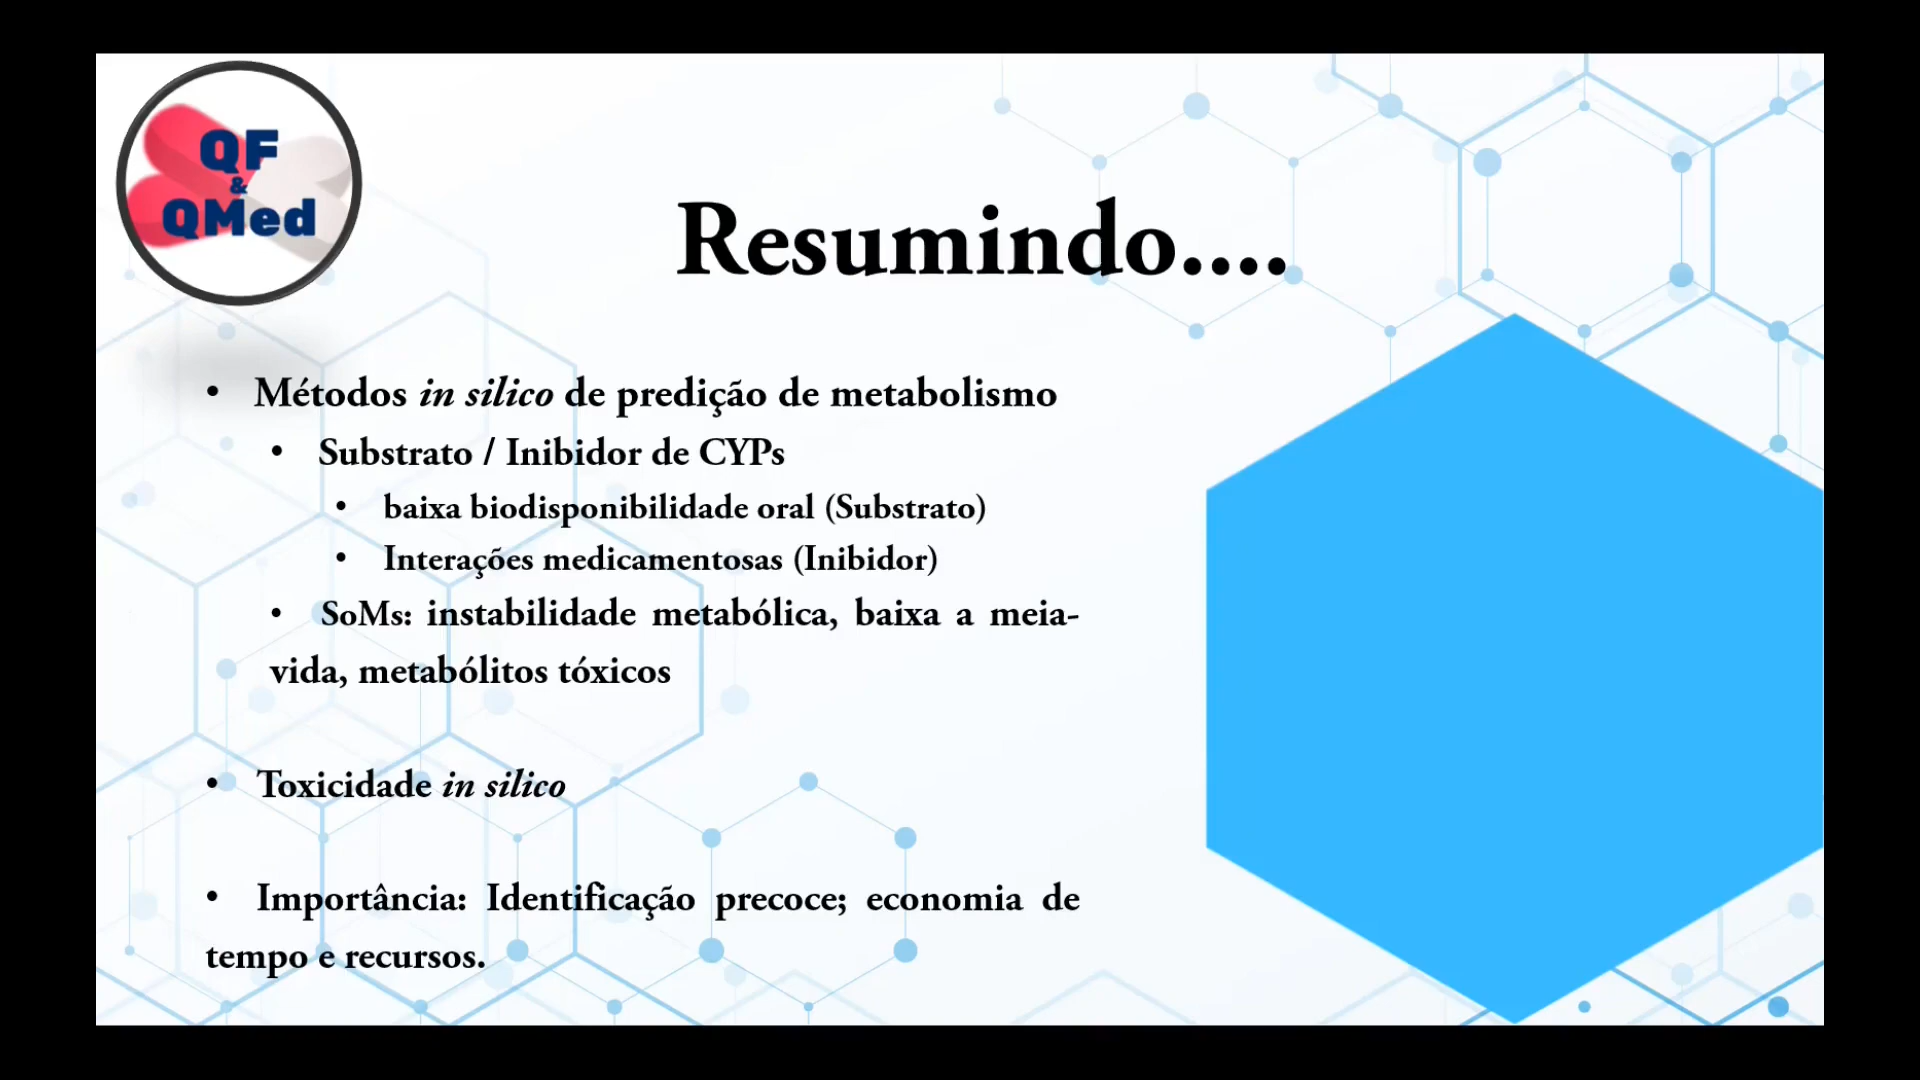 QF
&
QMed
Resumindo....
• Métodos in silico de predição de metabolismo
• Substrato / Inibidor de CYPs
• baixa biodisponibilidade oral (Substrato)
• Interações medicamentosas (Inibidor)
• SoMs: instabilidade metabólica, baixa a meia-
vida, metabólitos tóxicos
• Toxicidade in silico
• Importância: Identificação precoce; economia de
tempo e recursos.